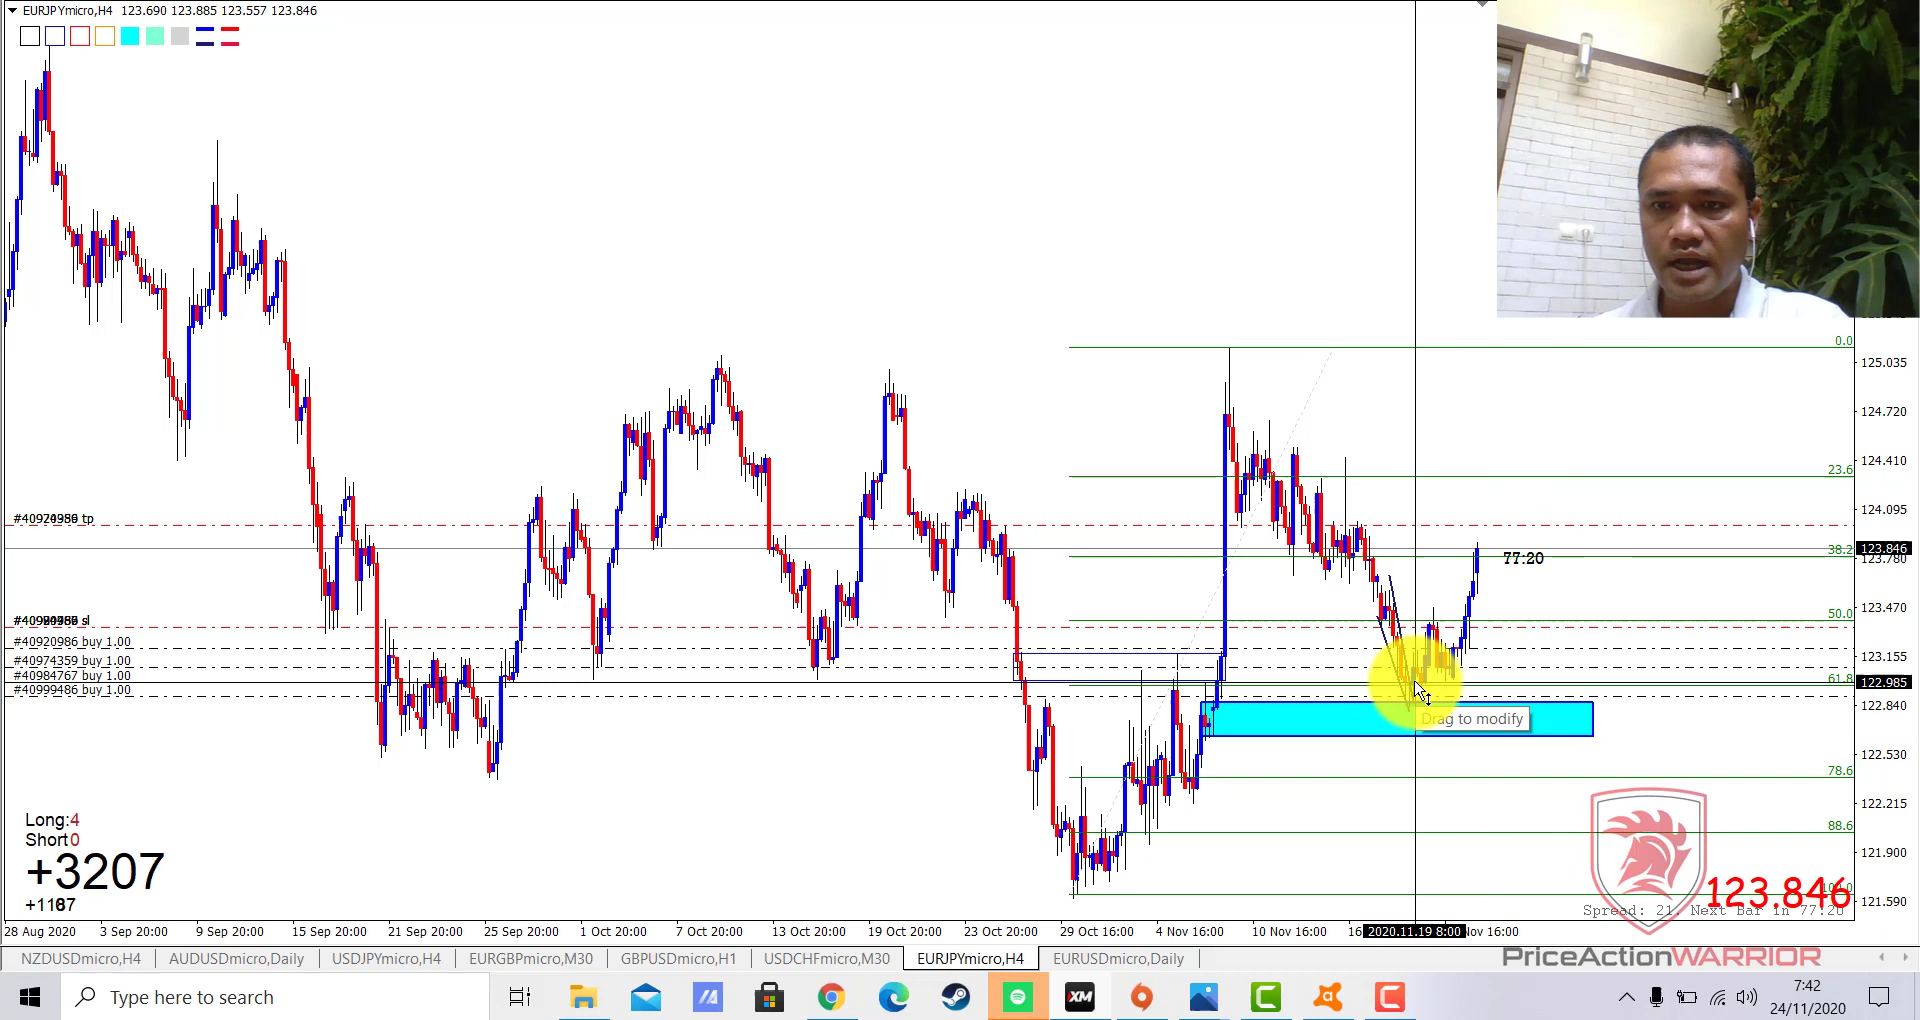 EURJPYmicro,H4 123.690 123.885 123.557 123.846
0.0
125.035
124.720
124.410
23.6
124.095
tp
123.846
38.2
123.780
77:20
123.470
50.0
sl
#40920986 buy 1.00
#40974359 buy 1.00
#40984767 buy 1.00
#40999486 buy 1.00
123.155
61.8
122.985
122.840
Drag to modify
122.530
78.6
122.215
88.6
121.900
121.590
Long:4
Short0
+3207
123.846
Spread: 21. Next Bar in 77:20
28 Aug 2020 3 Sep 20:00 9 Sep 20:00 15 Sep 20:00 21 Sep 20:00 25 Sep 20:00 1 Oct 20:00 7 Oct 20:00 13 Oct 20:00 19 Oct 20:00 23 Oct 20:00 29 Oct 16:00 4 Nov 16:00 10 Nov 16:00 16 2020.11.19 8:00 Nov 16:00
PriceActionWARRIOR
NZDUSDmicro,H4 AUDUSDmicro,Daily USDJPYmicro,H4 EURGBPmicro,M30 GBPUSDmicro,H1 USDCHFmicro,M30 EURJPYmicro,H4 EURUSDmicro,Daily
Type here to search
XM
7:42
24/11/2020